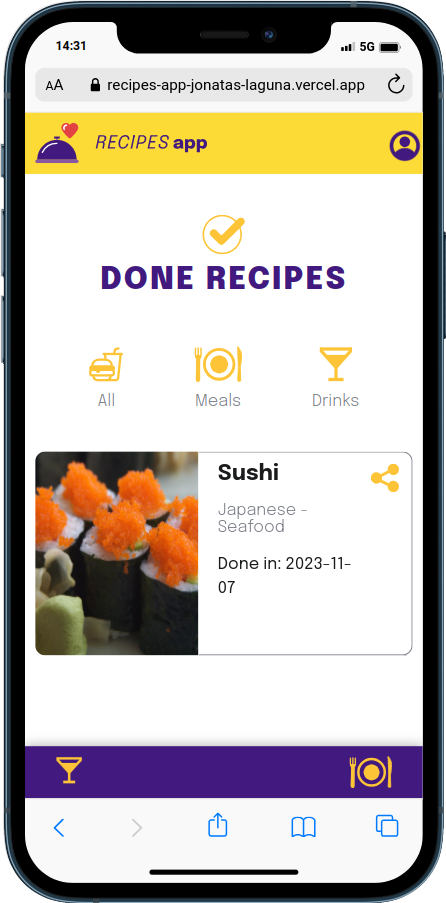 14:31
5G
AA
recipes-app-jonatas-laguna.vercel.app
RECIPES app
DONE RECIPES
All
Meals
Drinks
Sushi
Japanese -
Seafood
Done in: 2023-11-
07